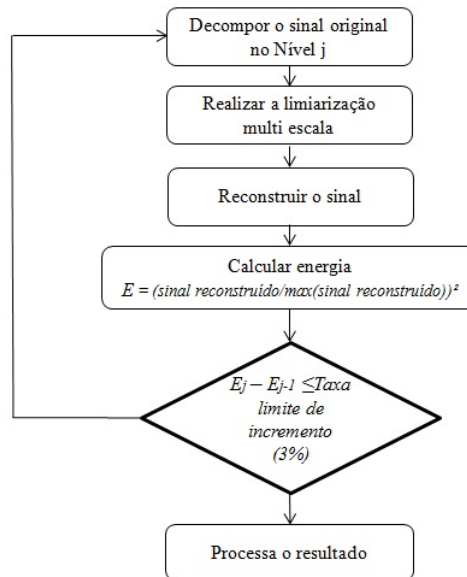 Decompor o sinal original
no Nível j
Realizar a limiarização
multi escala
Reconstruir o sinal
Calcular energia
E = (sinal reconstruído/max(sinal reconstruído))²
Ej – Ej-1 ≤Taxa
limite de
incremento
(3%)
Processa o resultado